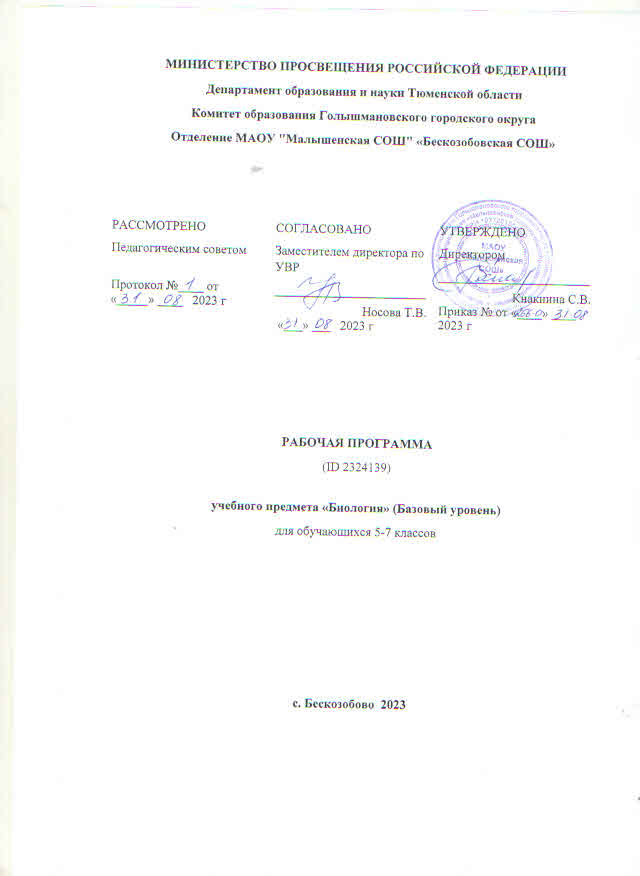 МИНИСТЕРСТВО ПРОСВЕЩЕНИЯ РОССИЙСКОЙ ФЕДЕРАЦИИ
Департамент образования и науки Тюменской области
Комитет образования Голышмановского городского округа
Отделение МАОУ "Малышенская СОШ" «Бескозобовская СОШ»
РАССМОТРЕНО
Педагогическим советом
Протокол № 1 от
«31» 08 2023 г
СОГЛАСОВАНО
Заместителем директора по
УВР
Носова Т.В.
«31» 08 2023 г
УТВЕРЖДЕНО
Директором
МАОУ
СОШ»
Кнакнина С.В.
Приказ № от « » 31.08
2023 г
РАБОЧАЯ ПРОГРАММА
(ID 2324139)
учебного предмета «Биология» (Базовый уровень)
для обучающихся 5-7 классов
с. Бескозобово 2023